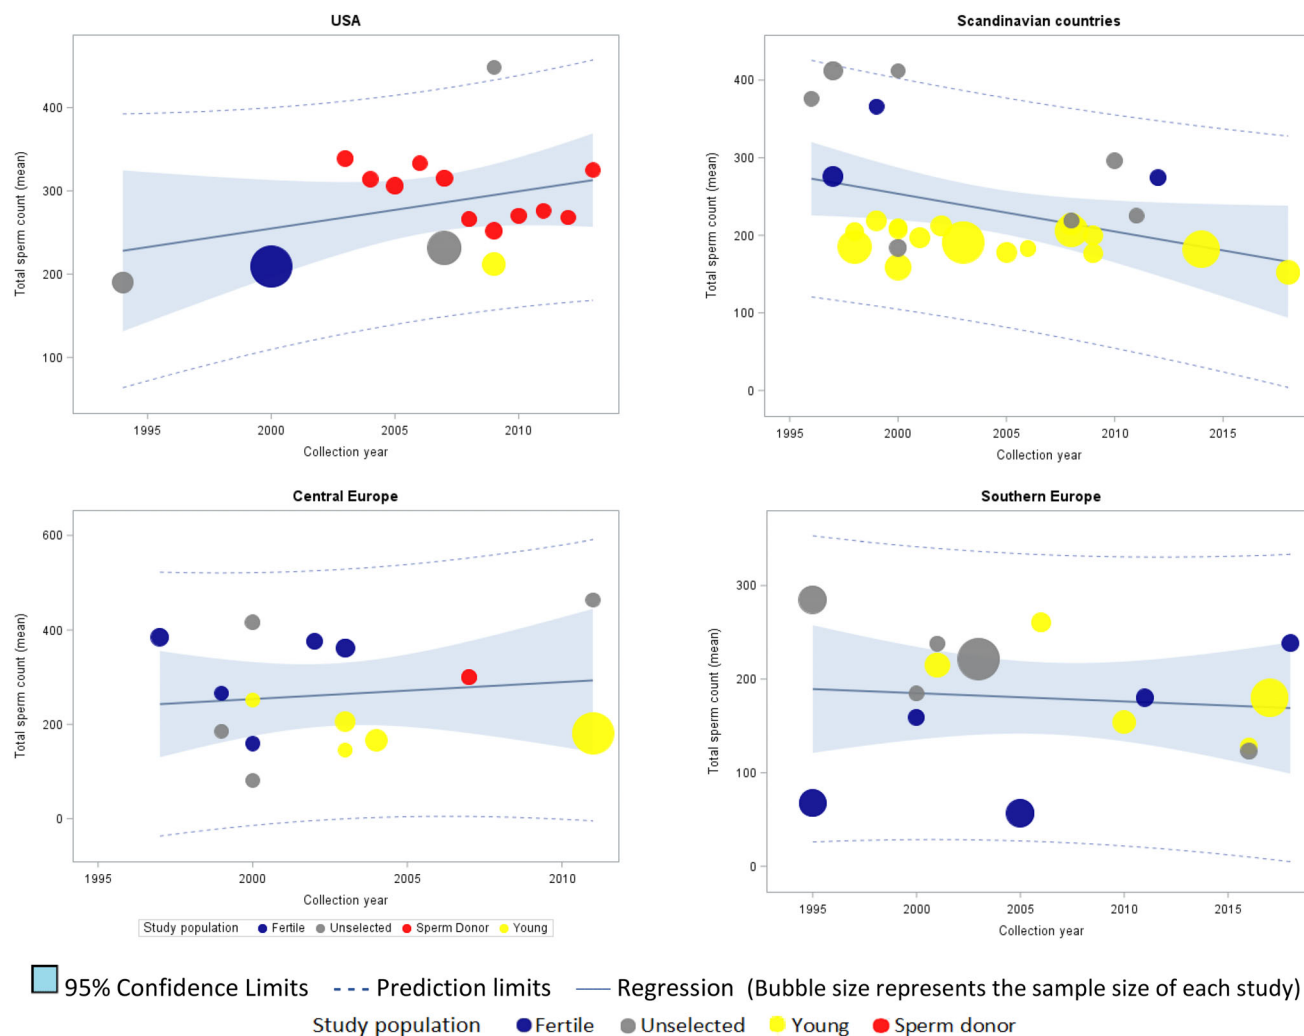 USA
Total sperm count (mean)
400
300
200
100
1995
2000
2005
2010
Collection year
Scandinavian countries
Total sperm count (mean)
400
300
200
100
0
1995
2000
2005
2010
2015
Collection year
Central Europe
Total sperm count (mean)
600
400
200
0
1995
2000
2005
2010
Collection year
Study population Fertile Unselected Sperm Donor Young
Southern Europe
Total sperm count (mean)
300
200
100
0
1995
2000
2005
2010
2015
Collection year
95% Confidence Limits Prediction limits Regression (Bubble size represents the sample size of each study)
Study population Fertile Unselected Young Sperm donor